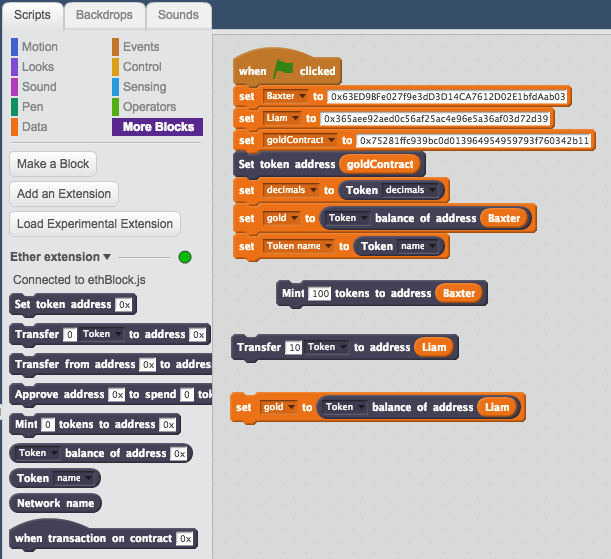 Scripts Backdrops Sounds
Motion Events
Looks Control
Sound Sensing
Pen Operators
Data More Blocks
Make a Block
Add an Extension
Load Experimental Extension
Ether extension
Connected to ethBlock.js
Set token address 0x
Transfer 0 Token to address 0x
Transfer from address 0x to addres
Approve address 0x to spend 0 tok
Mint 0 tokens to address 0x
Token balance of address 0x
Token name
Network name
when transaction on contract 0x
when clicked
set Baxter to 0x63ED9BFe027f9e3dD3D14CA7612D02E1bfdAab03
set Liam to 0x365aee92aed0c56af25ac4e96e5a36af03d72d39
set goldContract to 0x75281ffc939bc0d013964954959793f760342b11
Set token address goldContract
set decimals to Token decimals
set gold to Token balance of address Baxter
set Token name to Token name
Mint 100 tokens to address Baxter
Transfer 10 Token to address Liam
set gold to Token balance of address Liam